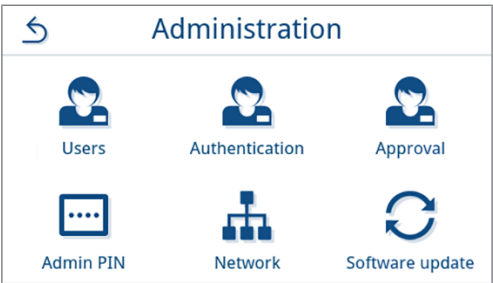 Administration
Users
Authentication
Approval
Admin PIN
Network
Software update